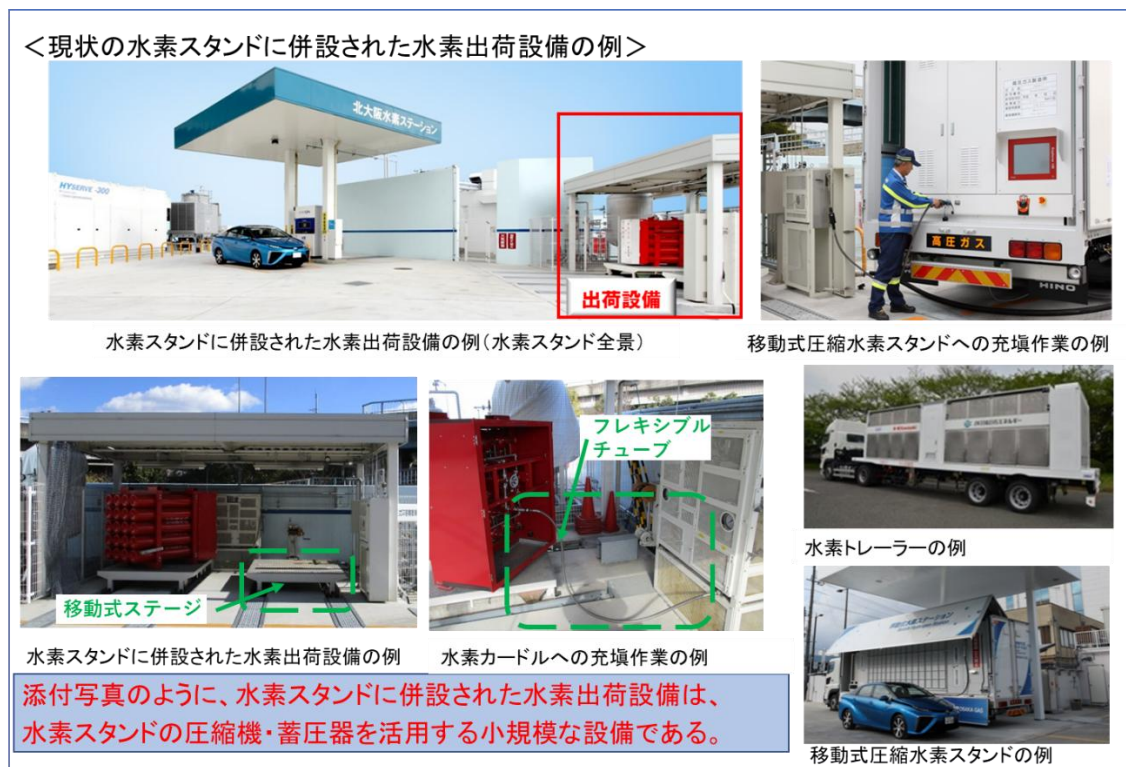 ＜現状の水素スタンドに併設された水素出荷設備の例＞
北大阪水素ステーション
HYSERVE-300
出荷設備
高圧ガス
HINO
水素スタンドに併設された水素出荷設備の例（水素スタンド全景）
移動式圧縮水素スタンドへの充塡作業の例
フレキシブル
チューブ
移動式ステージ
水素トレーラーの例
水素スタンドに併設された水素出荷設備の例
水素カードルへの充塡作業の例
添付写真のように、水素スタンドに併設された水素出荷設備は、
水素スタンドの圧縮機・蓄圧器を活用する小規模な設備である。
移動式圧縮水素スタンドの例